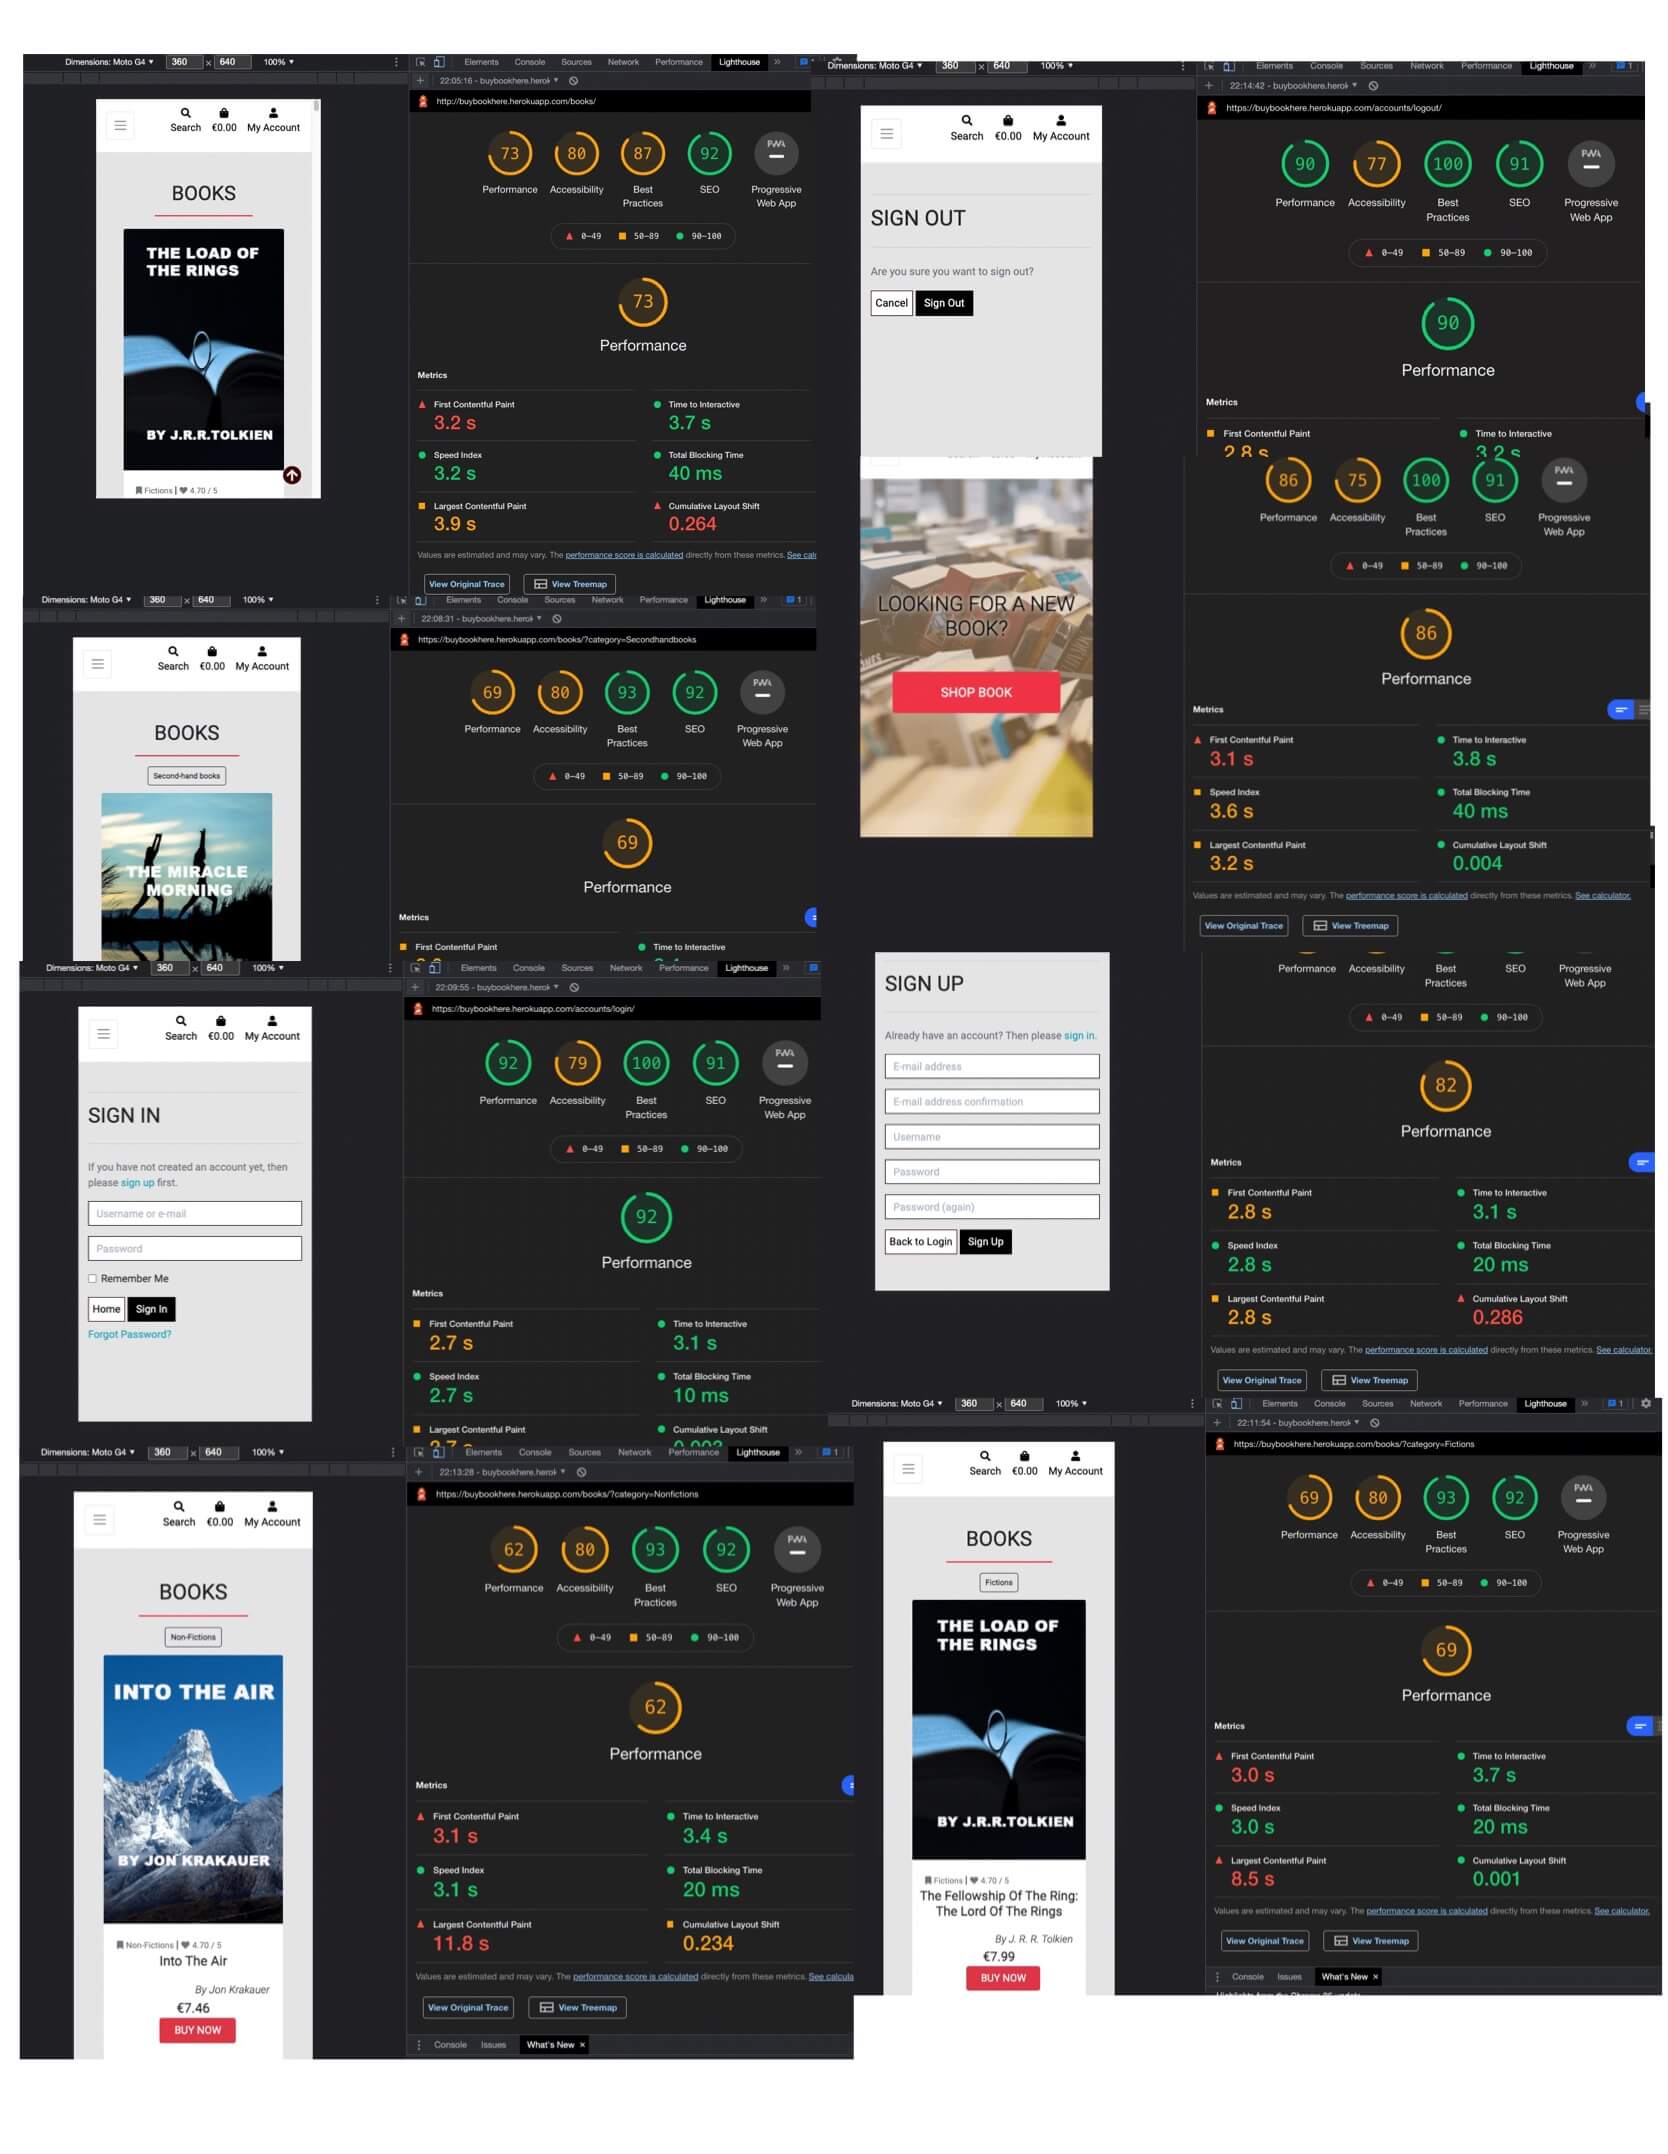 Dimensions: Moto G4 ▼ 360 × 640 100% ▼
Elements Console Sources Network Performance Lighthouse » 1
22:05:16 - buybookhere.herok ▼
http://buybookhere.herokuapp.com/books/
Search €0.00 My Account
BOOKS
THE LOAD OF
THE RINGS
BY J.R.R.TOLKIEN
Fictions | 4.70 / 5
73 80 87 92 PWA
Performance Accessibility Best Practices SEO Progressive Web App
0–49 50–89 90–100
73
Performance
Metrics
First Contentful Paint
3.2 s
Time to Interactive
3.7 s
Speed Index
3.2 s
Total Blocking Time
40 ms
Largest Contentful Paint
3.9 s
Cumulative Layout Shift
0.264
Values are estimated and may vary. The performance score is calculated directly from these metrics. See calc
View Original Trace View Treemap
Dimensions: Moto G4 ▼ 360 × 640 100% ▼
Elements Console Sources Network Performance Lighthouse » 1
22:14:42 - buybookhere.herok ▼
https://buybookhere.herokuapp.com/accounts/logout/
Search €0.00 My Account
SIGN OUT
Are you sure you want to sign out?
Cancel Sign Out
90 77 100 91 PWA
Performance Accessibility Best Practices SEO Progressive Web App
0–49 50–89 90–100
90
Performance
Metrics
First Contentful Paint
2.8 s
Time to Interactive
3.2 s
LOOKING FOR A NEW
BOOK?
SHOP BOOK
86 75 100 91 PWA
Performance Accessibility Best Practices SEO Progressive Web App
0–49 50–89 90–100
86
Performance
Metrics
First Contentful Paint
3.1 s
Time to Interactive
3.8 s
Speed Index
3.6 s
Total Blocking Time
40 ms
Largest Contentful Paint
3.2 s
Cumulative Layout Shift
0.004
Values are estimated and may vary. The performance score is calculated directly from these metrics. See calculator.
View Original Trace View Treemap
Dimensions: Moto G4 ▼ 360 × 640 100% ▼
Elements Console Sources Network Performance Lighthouse » 1
22:08:31 - buybookhere.herok ▼
https://buybookhere.herokuapp.com/books/?category=Secondhandbooks
Search €0.00 My Account
BOOKS
Second-hand books
THE MIRACLE
MORNING
69 80 93 92 PWA
Performance Accessibility Best Practices SEO Progressive Web App
0–49 50–89 90–100
69
Performance
Metrics
First Contentful Paint
Time to Interactive
Dimensions: Moto G4 ▼ 360 × 640 100% ▼
Elements Console Sources Network Performance Lighthouse »
22:09:55 - buybookhere.herok ▼
https://buybookhere.herokuapp.com/accounts/login/
Search €0.00 My Account
SIGN IN
If you have not created an account yet, then
please sign up first.
Username or e-mail
Password
Remember Me
Home Sign In
Forgot Password?
92 79 100 91 PWA
Performance Accessibility Best Practices SEO Progressive Web App
0–49 50–89 90–100
92
Performance
Metrics
First Contentful Paint
2.7 s
Time to Interactive
3.1 s
Speed Index
2.7 s
Total Blocking Time
10 ms
Largest Contentful Paint
2.7 s
Cumulative Layout Shift
SIGN UP
Already have an account? Then please sign in.
E-mail address
E-mail address confirmation
Username
Password
Password (again)
Back to Login Sign Up
Performance Accessibility Best Practices SEO Progressive Web App
0–49 50–89 90–100
82
Performance
Metrics
First Contentful Paint
2.8 s
Time to Interactive
3.1 s
Speed Index
2.8 s
Total Blocking Time
20 ms
Largest Contentful Paint
2.8 s
Cumulative Layout Shift
0.286
Values are estimated and may vary. The performance score is calculated directly from these metrics. See calculator.
View Original Trace View Treemap
Dimensions: Moto G4 ▼ 360 × 640 100% ▼
Elements Console Sources Network Performance Lighthouse » 1
22:13:28 - buybookhere.herok ▼
https://buybookhere.herokuapp.com/books/?category=Nonfictions
Search €0.00 My Account
BOOKS
Non-Fictions
INTO THE AIR
BY JON KRAKAUER
Non-Fictions | 4.70 / 5
Into The Air
By Jon Krakauer
€7.46
BUY NOW
62 80 93 92 PWA
Performance Accessibility Best Practices SEO Progressive Web App
0–49 50–89 90–100
62
Performance
Metrics
First Contentful Paint
3.1 s
Time to Interactive
3.4 s
Speed Index
3.1 s
Total Blocking Time
20 ms
Largest Contentful Paint
11.8 s
Cumulative Layout Shift
0.234
Values are estimated and may vary. The performance score is calculated directly from these metrics. See calcula
View Original Trace View Treemap
Console Issues What's New ×
Dimensions: Moto G4 ▼ 360 × 640 100% ▼
Elements Console Sources Network Performance Lighthouse » 1
22:11:54 - buybookhere.herok ▼
https://buybookhere.herokuapp.com/books/?category=Fictions
Search €0.00 My Account
BOOKS
Fictions
THE LOAD OF
THE RINGS
BY J.R.R.TOLKIEN
Fictions | 4.70 / 5
The Fellowship Of The Ring:
The Lord Of The Rings
By J. R. R. Tolkien
€7.99
BUY NOW
69 80 93 92 PWA
Performance Accessibility Best Practices SEO Progressive Web App
0–49 50–89 90–100
69
Performance
Metrics
First Contentful Paint
3.0 s
Time to Interactive
3.7 s
Speed Index
3.0 s
Total Blocking Time
20 ms
Largest Contentful Paint
8.5 s
Cumulative Layout Shift
0.001
Values are estimated and may vary. The performance score is calculated directly from these metrics. See calculator.
View Original Trace View Treemap
Console Issues What's New ×